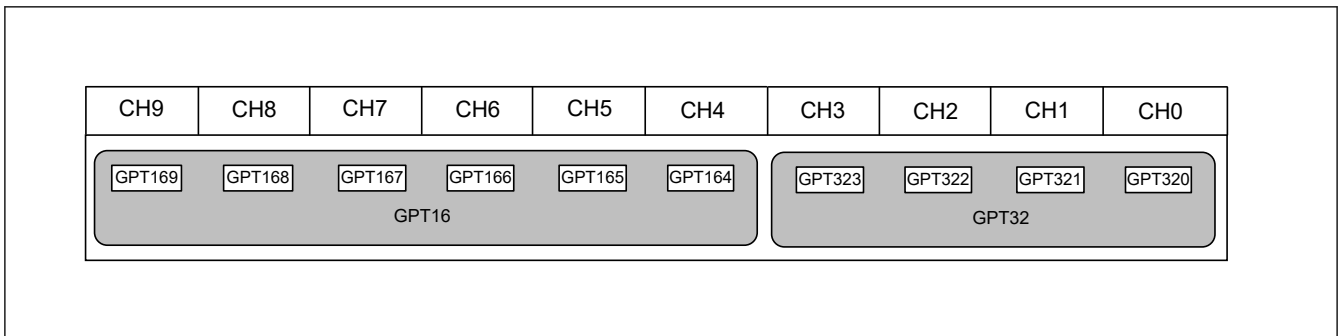 CH9 CH8 CH7 CH6 CH5 CH4 CH3 CH2 CH1 CH0
GPT169 GPT168 GPT167 GPT166 GPT165 GPT164 GPT323 GPT322 GPT321 GPT320
GPT16 GPT32